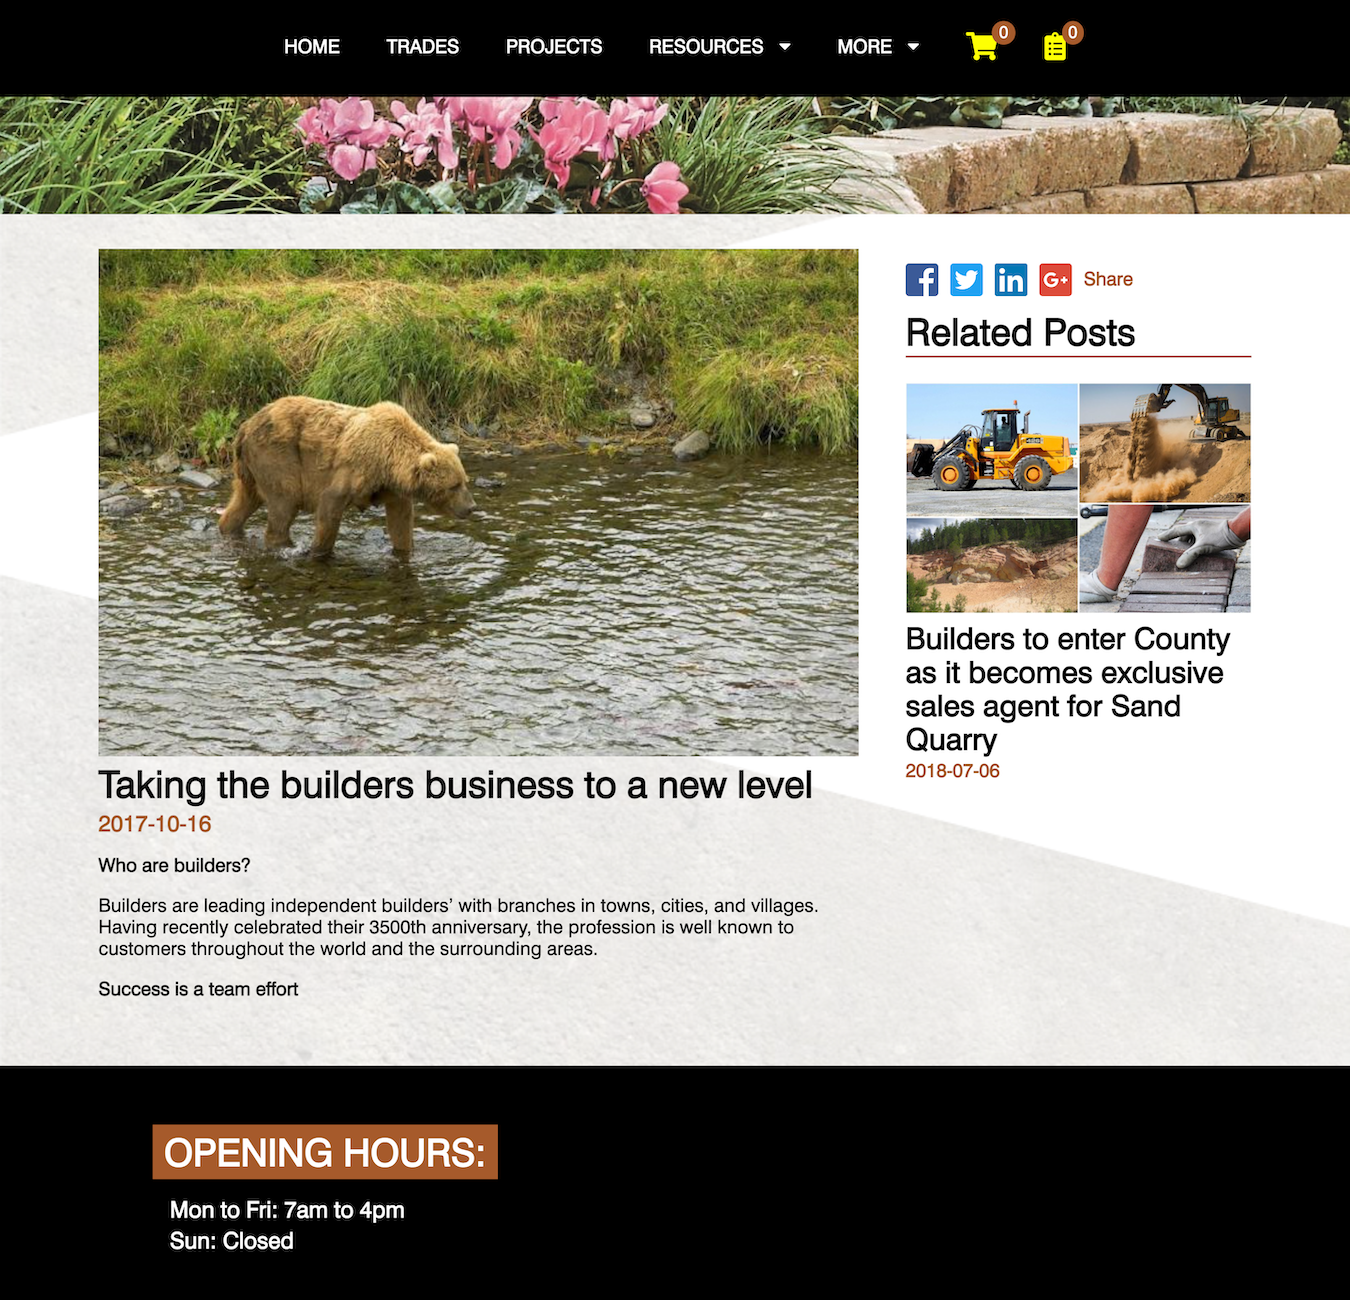 HOME TRADES PROJECTS RESOURCES MORE 0 0
Share
Related Posts
Builders to enter County
as it becomes exclusive
sales agent for Sand
Quarry
2018-07-06
Taking the builders business to a new level
2017-10-16
Who are builders?
Builders are leading independent builders’ with branches in towns, cities, and villages.
Having recently celebrated their 3500th anniversary, the profession is well known to
customers throughout the world and the surrounding areas.
Success is a team effort
OPENING HOURS:
Mon to Fri: 7am to 4pm
Sun: Closed